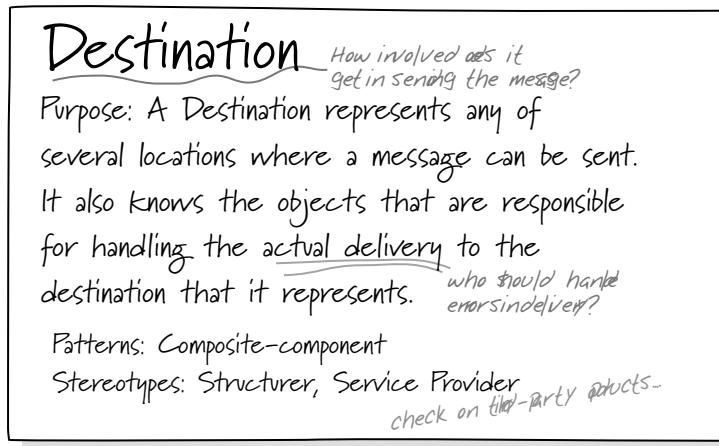 Destination
How involved does it
get in sending the message?
Purpose: A Destination represents any of
several locations where a message can be sent.
It also knows the objects that are responsible
for handling the actual delivery to the
destination that it represents.
who should handle
errors in delivery?
Patterns: Composite-component
Stereotypes: Structurer, Service Provider
check on third-party products...